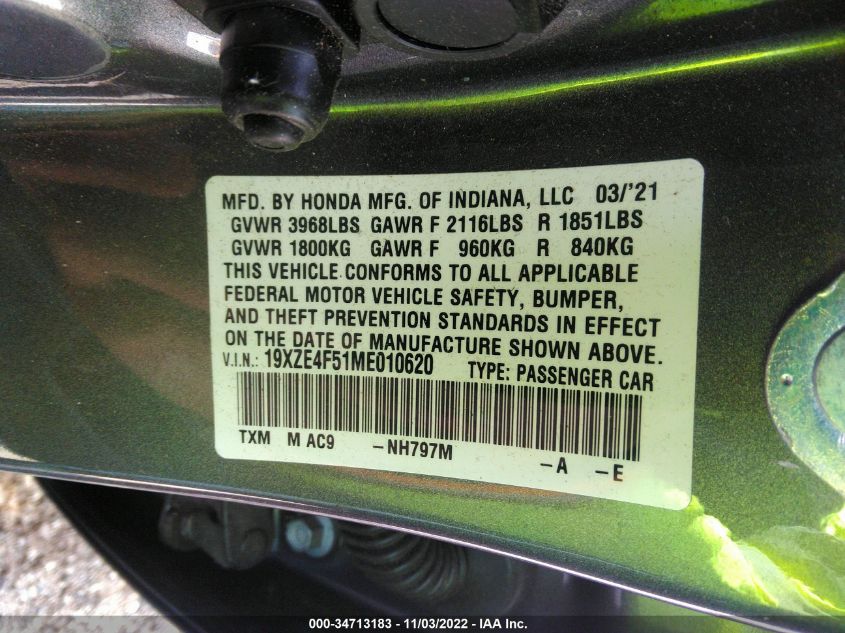 MFD. BY HONDA MFG. OF INDIANA, LLC 03/'21
GVWR 3968LBS GAWR F 2116LBS R 1851LBS
GVWR 1800KG GAWR F 960KG R 840KG
THIS VEHICLE CONFORMS TO ALL APPLICABLE
FEDERAL MOTOR VEHICLE SAFETY, BUMPER,
AND THEFT PREVENTION STANDARDS IN EFFECT
ON THE DATE OF MANUFACTURE SHOWN ABOVE.
V.I.N.: 19XZE4F51ME010620 TYPE: PASSENGER CAR
TXM M AC9 –NH797M –A –E
000-34713183 - 11/03/2022 - IAA Inc.